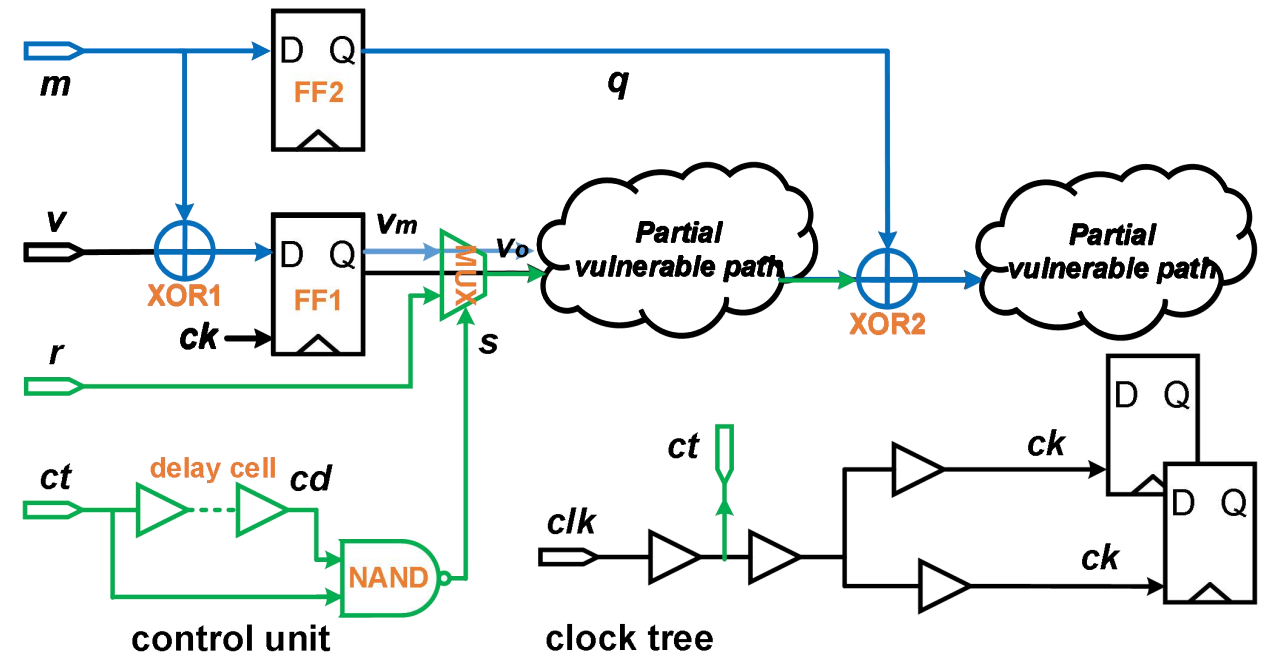 m
D Q
FF2
q
v
XOR1
D Q
FF1
ck
vm
MUX
vo
Partial
vulnerable path
XOR2
Partial
vulnerable path
r
s
ct
delay cell
cd
NAND
control unit
ct
clk
ck
D Q
ck
D Q
clock tree